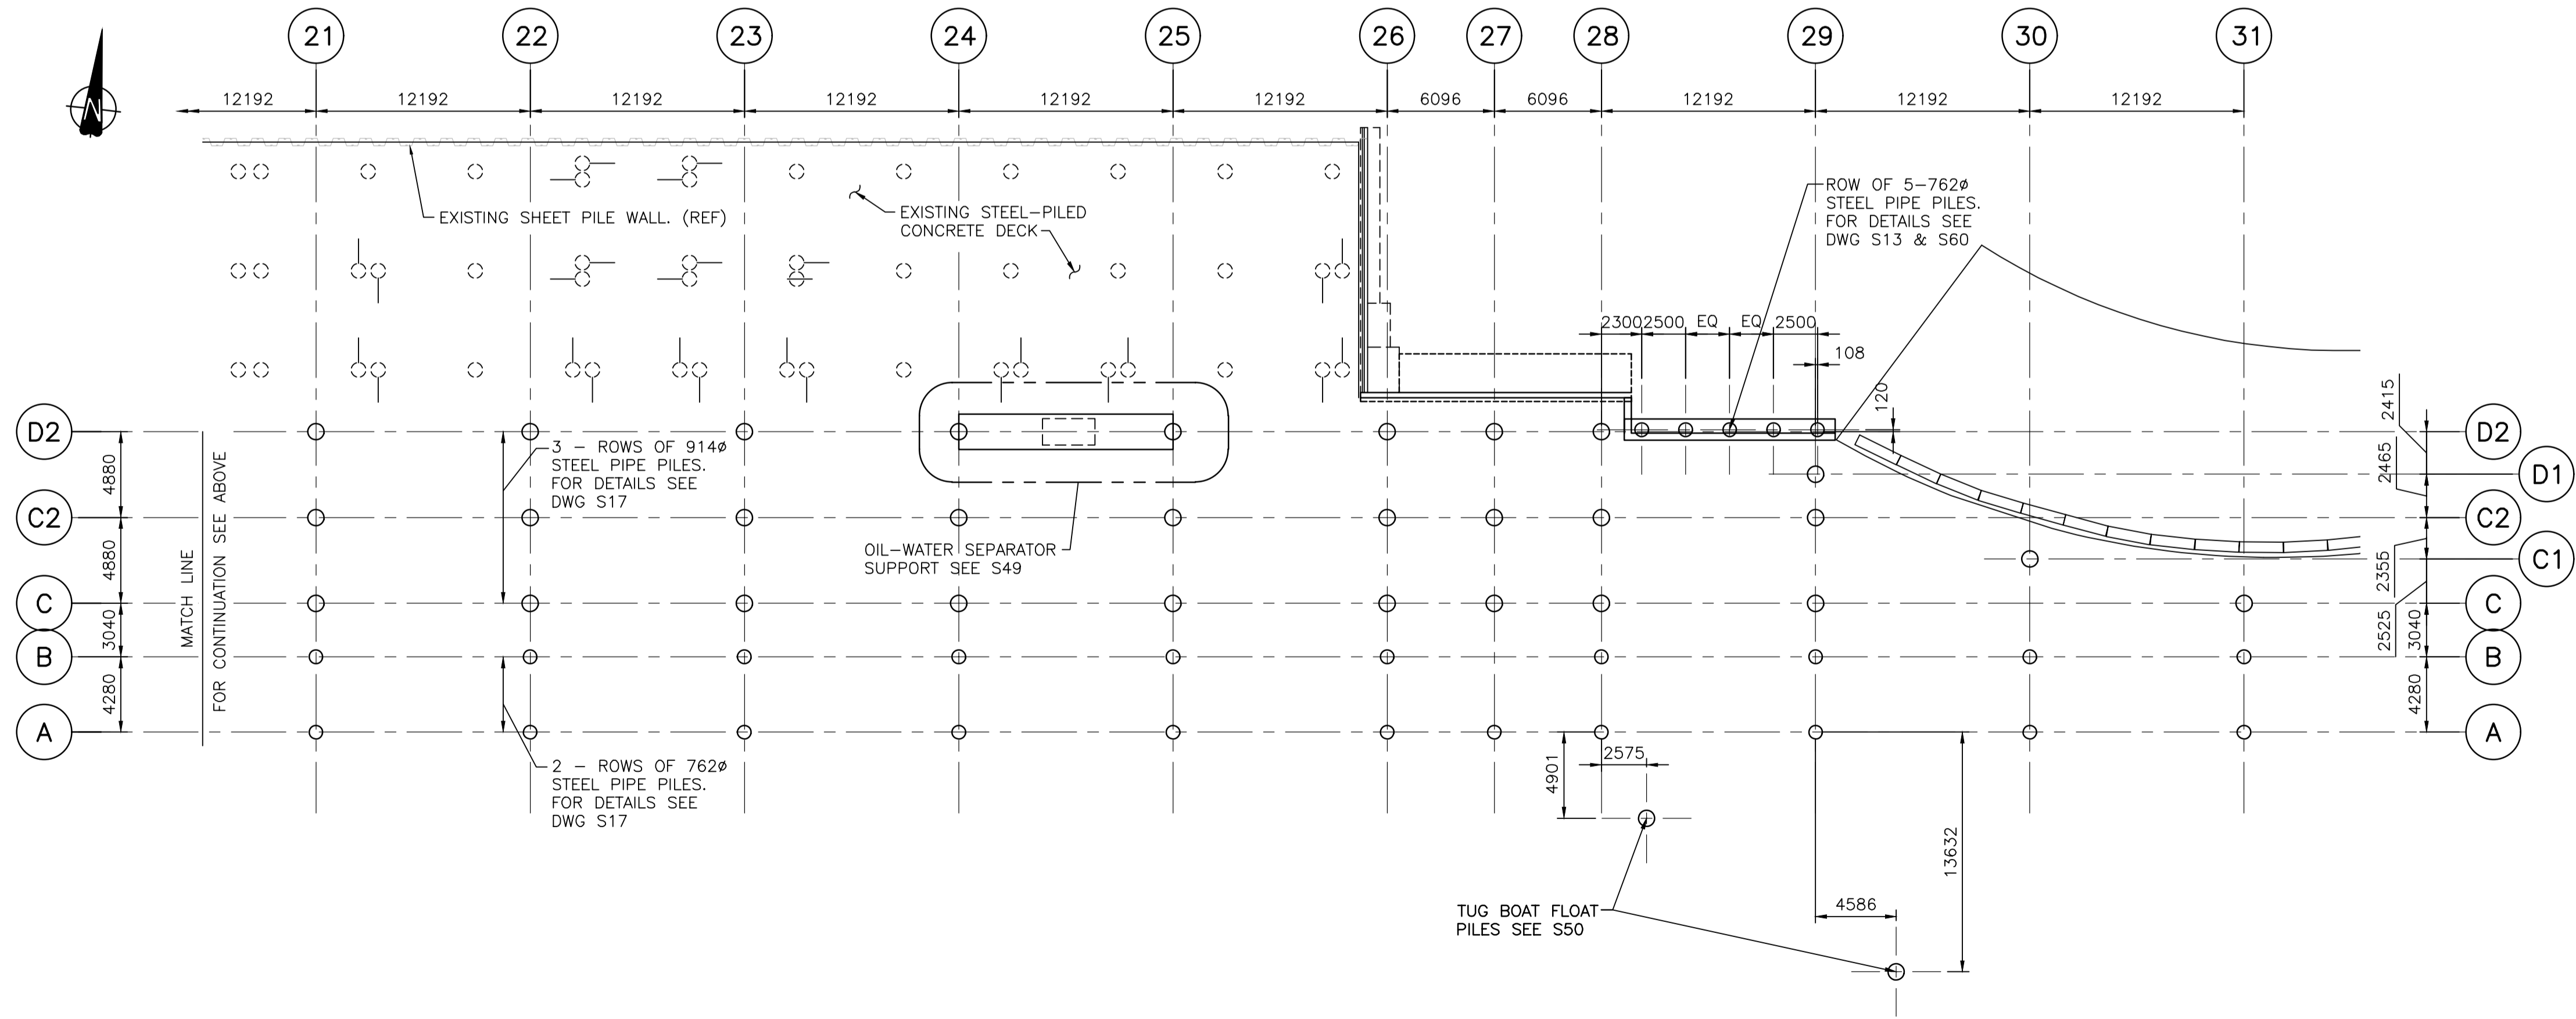 21 22 23 24 25 26 27 28 29 30 31
N
12192 12192 12192 12192 12192 12192 6096 6096 12192 12192 12192
EXISTING SHEET PILE WALL. (REF)
EXISTING STEEL-PILED
CONCRETE DECK
ROW OF 5-762ø
STEEL PIPE PILES.
FOR DETAILS SEE
DWG S13 & S60
2300 2500 EQ EQ 2500
108
120
2415
D2
D2
2465
D1
4880
3 - ROWS OF 914ø
STEEL PIPE PILES.
FOR DETAILS SEE
DWG S17
C2
C2
OIL-WATER SEPARATOR
SUPPORT SEE S49
MATCH LINE
FOR CONTINUATION SEE ABOVE
4880
2355
C1
C
C
3040
2525
3040
B
B
4280
4280
A
A
2 - ROWS OF 762ø
STEEL PIPE PILES.
FOR DETAILS SEE
DWG S17
4901
2575
13632
4586
TUG BOAT FLOAT
PILES SEE S50